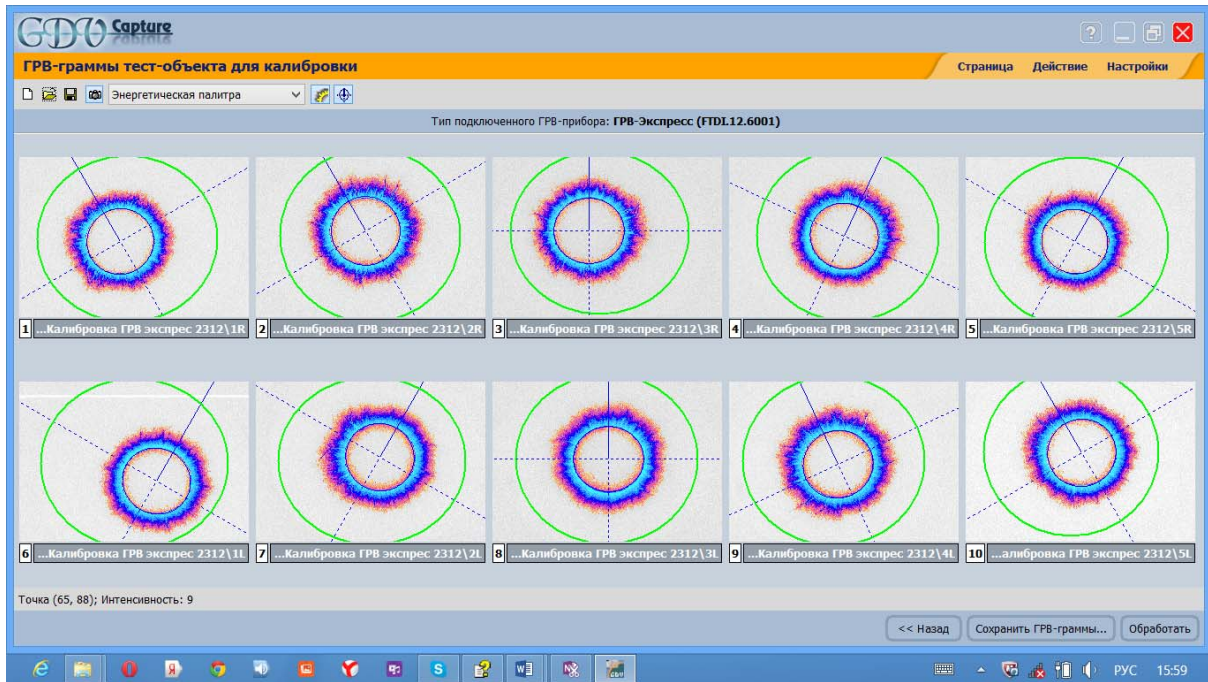 GDV Capture
ГРВ-граммы тест-объекта для калибровки
Страница Действие Настройки
Энергетическая палитра
Тип подключенного ГРВ-прибора: ГРВ-Экспресс (FTDI.12.6001)
1 ...Калибровка ГРВ экспрес 2312\1R
2 ...Калибровка ГРВ экспрес 2312\2R
3 ...Калибровка ГРВ экспрес 2312\3R
4 ...Калибровка ГРВ экспрес 2312\4R
5 ...Калибровка ГРВ экспрес 2312\5R
6 ...Калибровка ГРВ экспрес 2312\1L
7 ...Калибровка ГРВ экспрес 2312\2L
8 ...Калибровка ГРВ экспрес 2312\3L
9 ...Калибровка ГРВ экспрес 2312\4L
10 ...алибровка ГРВ экспрес 2312\5L
Точка (65, 88); Интенсивность: 9
<< Назад Сохранить ГРВ-граммы... Обработать
РУС 15:59